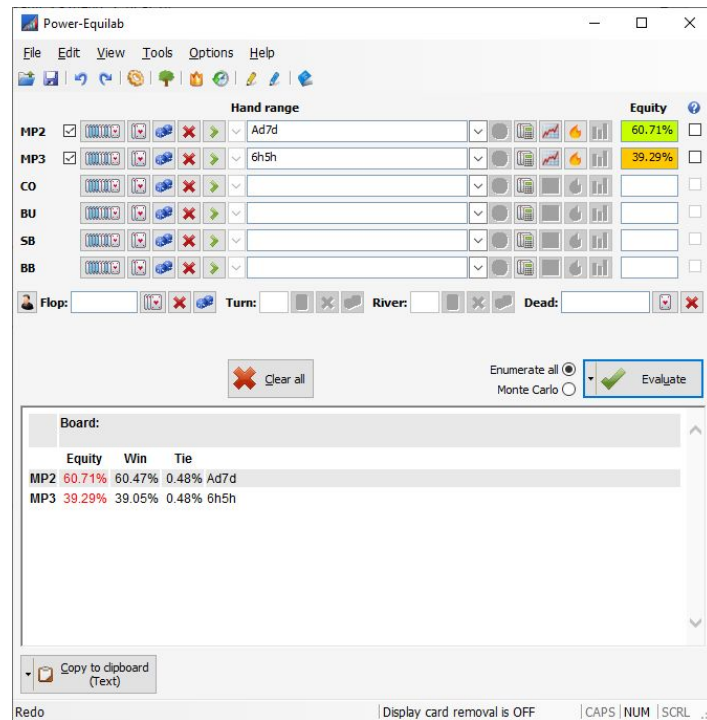 Power-Equilab
File Edit View Tools Options Help
Hand range Equity
MP2 Ad7d 60.71%
MP3 6h5h 39.29%
CO
BU
SB
BB
Flop: Turn: River: Dead:
Enumerate all
Clear all Evaluate
Monte Carlo
Board:
Equity Win Tie
MP2 60.71% 60.47% 0.48% Ad7d
MP3 39.29% 39.05% 0.48% 6h5h
Copy to clipboard
(Text)
Redo Display card removal is OFF CAPS NUM SCRL